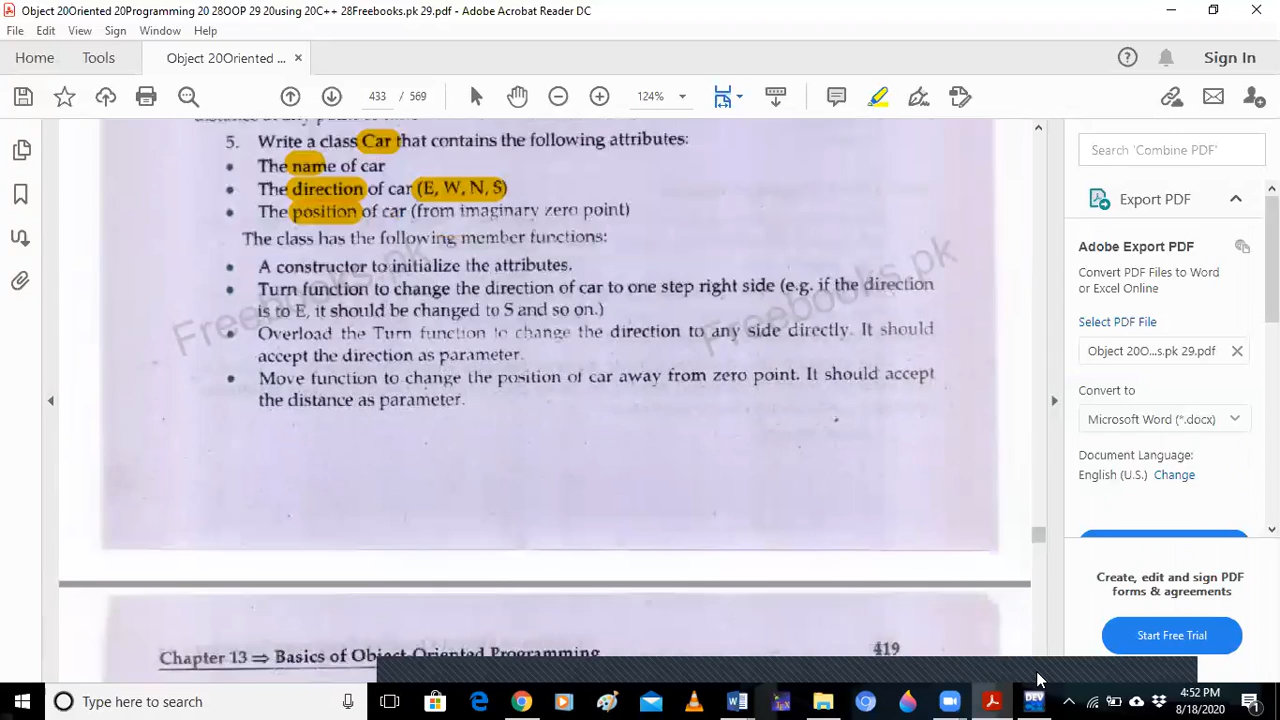 Object 20Oriented 20Programming 20 28OOP 29 20using 20C++ 28Freebooks.pk 29.pdf - Adobe Acrobat Reader DC
File Edit View Sign Window Help
Home Tools Object 20Oriented ... × Sign In
433 / 569 124%
5. Write a class Car that contains the following attributes:
• The name of car
• The direction of car (E, W, N, S)
• The position of car (from imaginary zero point)
The class has the following member functions:
• A constructor to initialize the attributes.
• Turn function to change the direction of car to one step right side (e.g. if the direction
is to E, it should be changed to S and so on.)
• Overload the Turn function to change the direction to any side directly. It should
accept the direction as parameter.
• Move function to change the position of car away from zero point. It should accept
the distance as parameter.
Freebooks.pk
Freebooks.pk
Chapter 13 ⇒ Basics of Object Oriented Programming
419
Search 'Combine PDF'
Export PDF
Adobe Export PDF
Convert PDF Files to Word
or Excel Online
Select PDF File
Object 20O...s.pk 29.pdf
Convert to
Microsoft Word (*.docx)
Document Language:
English (U.S.) Change
Create, edit and sign PDF
forms & agreements
Start Free Trial
Type here to search
DEV
4:52 PM
8/18/2020
1